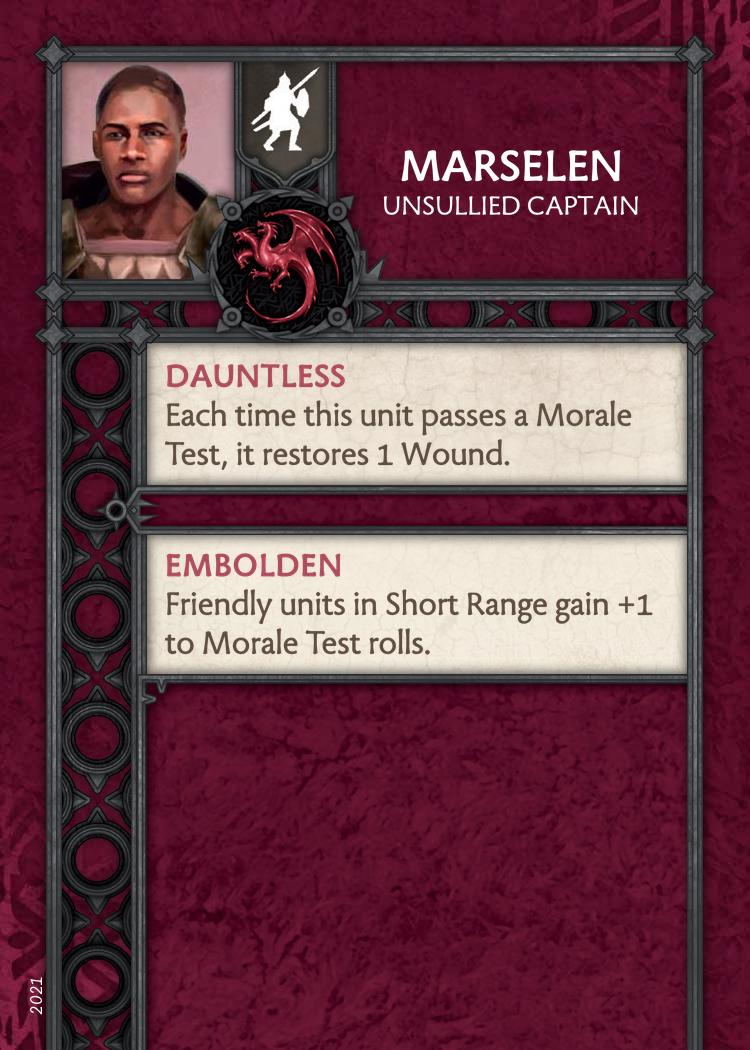 MARSELEN
UNSULLIED CAPTAIN
DAUNTLESS
Each time this unit passes a Morale
Test, it restores 1 Wound.
EMBOLDEN
Friendly units in Short Range gain +1
to Morale Test rolls.
2021